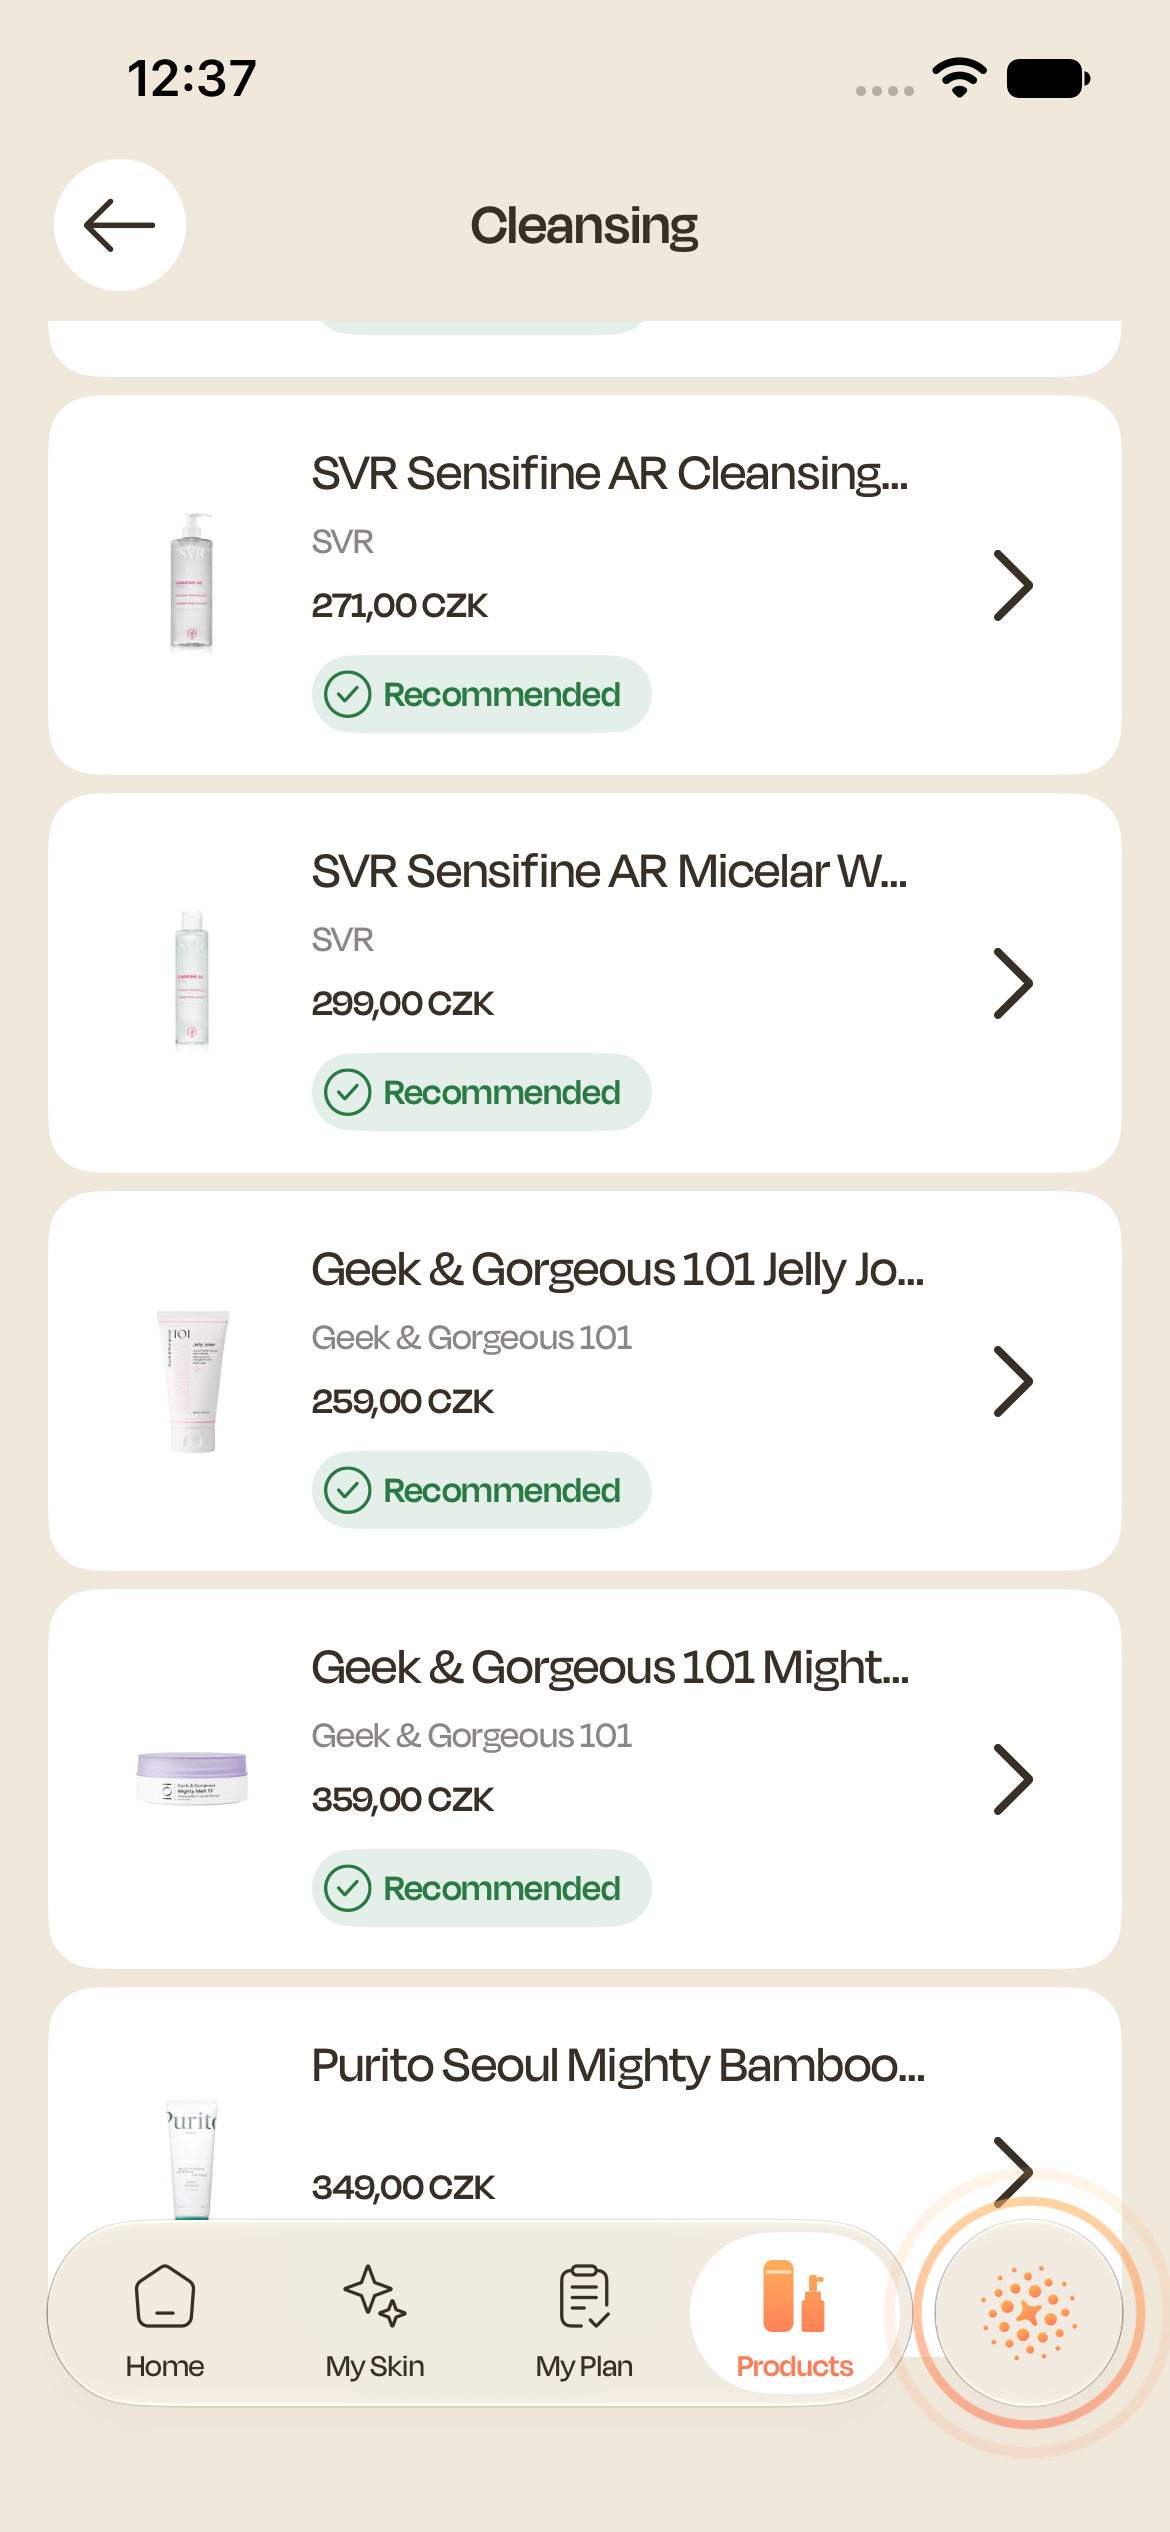 12:37
Cleansing
SVR Sensifine AR Cleansing...
SVR
271,00 CZK
Recommended
SVR Sensifine AR Micelar W...
SVR
299,00 CZK
Recommended
Geek & Gorgeous 101 Jelly Jo...
Geek & Gorgeous 101
259,00 CZK
Recommended
Geek & Gorgeous 101 Might...
Geek & Gorgeous 101
359,00 CZK
Recommended
Purito Seoul Mighty Bamboo...
349,00 CZK
Home
My Skin
My Plan
Products